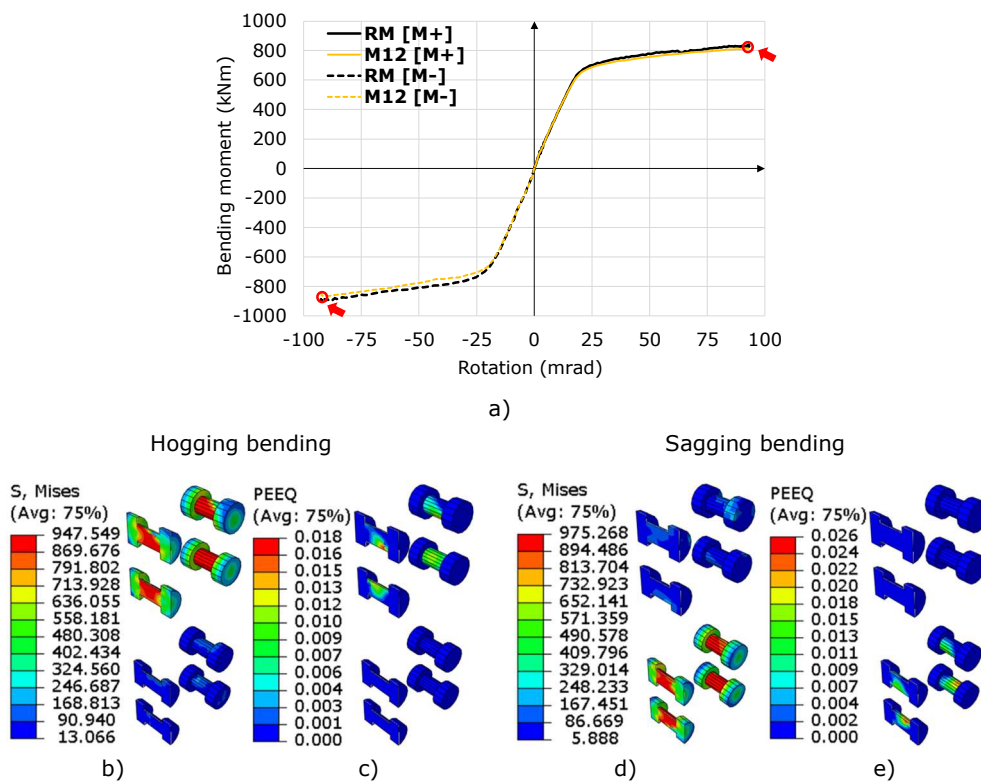 1000
800
600
400
200
0
-200
-400
-600
-800
-1000
Bending moment (kNm)
RM [M+]
M12 [M+]
RM [M-]
M12 [M-]
-100 -75 -50 -25 0 25 50 75 100
Rotation (mrad)
a)
Hogging bending
Sagging bending
S, Mises
(Avg: 75%)
947.549
869.676
791.802
713.928
636.055
558.181
480.308
402.434
324.560
246.687
168.813
90.940
13.066
b)
PEEQ
(Avg: 75%)
0.018
0.016
0.015
0.013
0.012
0.010
0.009
0.007
0.006
0.004
0.003
0.001
0.000
c)
S, Mises
(Avg: 75%)
975.268
894.486
813.704
732.923
652.141
571.359
490.578
409.796
329.014
248.233
167.451
86.669
5.888
d)
PEEQ
(Avg: 75%)
0.026
0.024
0.022
0.020
0.018
0.015
0.013
0.011
0.009
0.007
0.004
0.002
0.000
e)